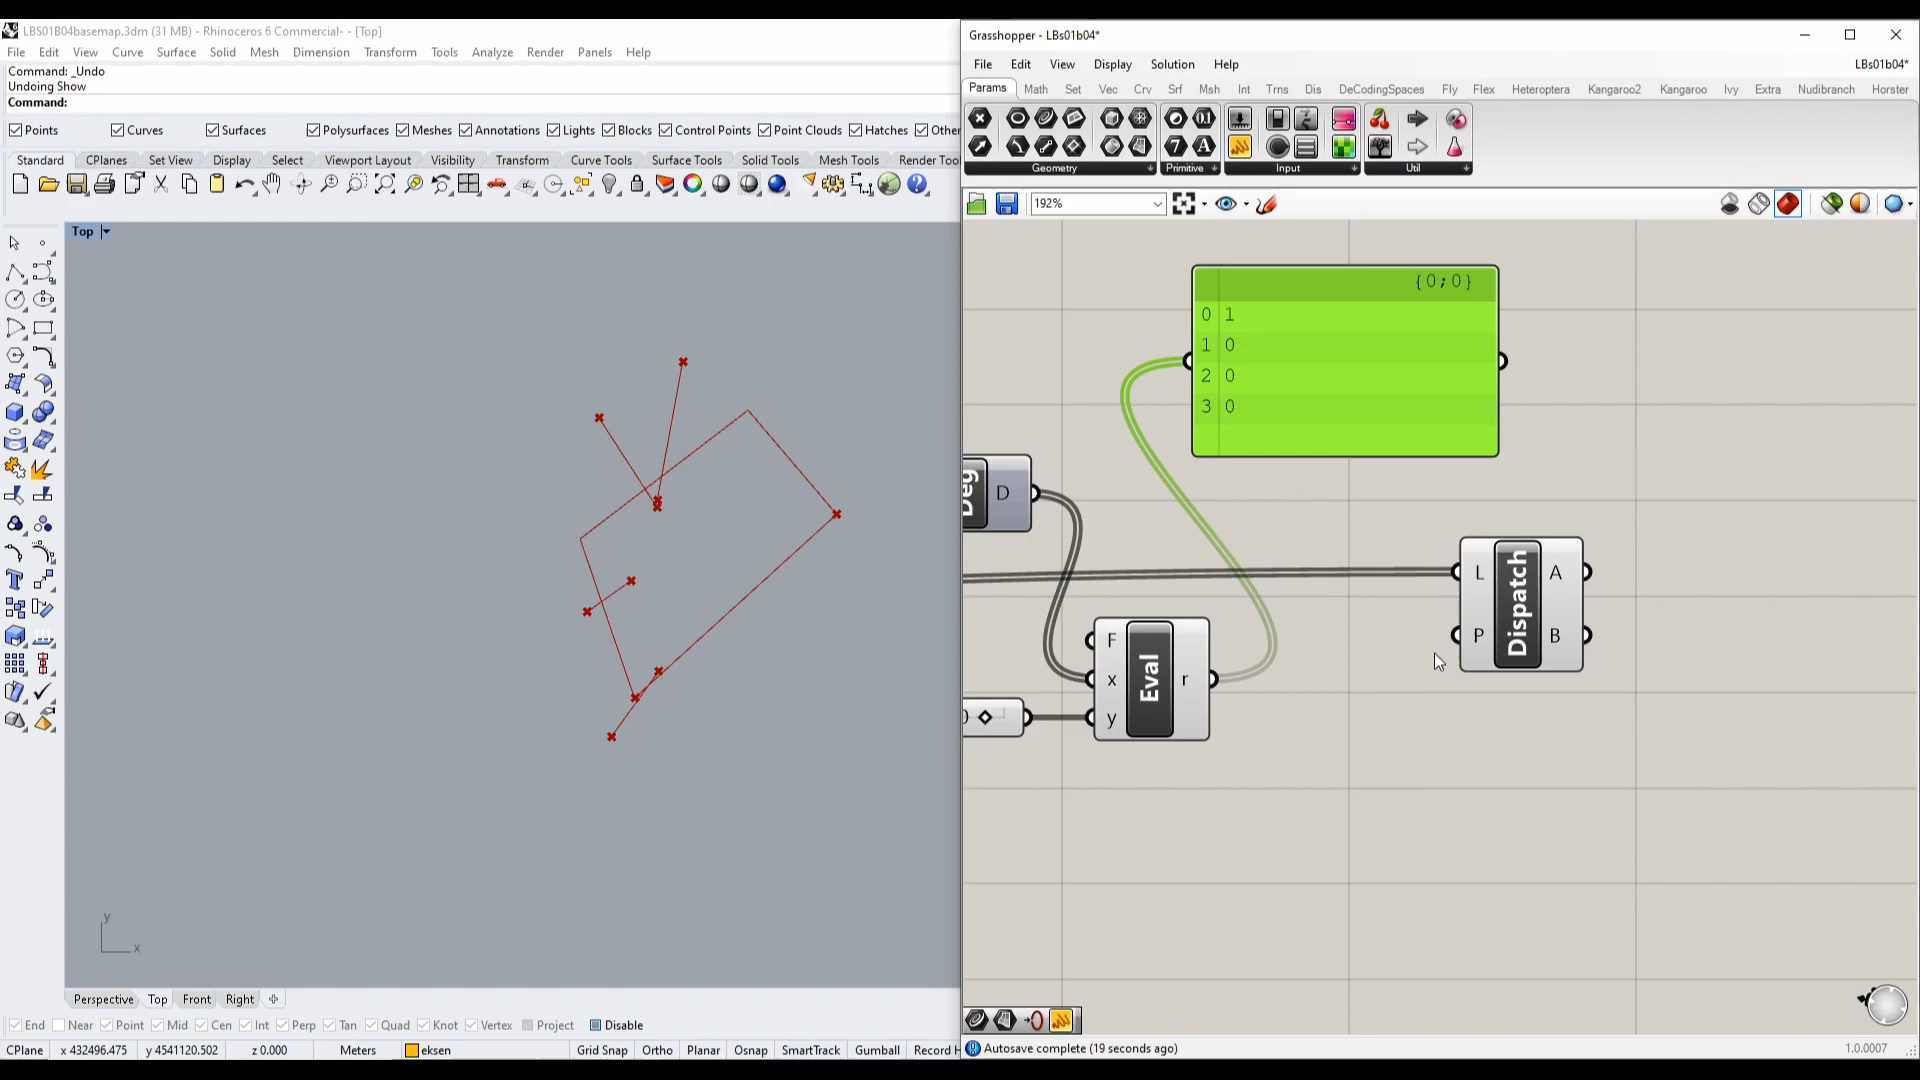 LBS01B04basemap.3dm (31 MB) - Rhinoceros 6 Commercial- - [Top]
File Edit View Curve Surface Solid Mesh Dimension Transform Tools Analyze Render Panels Help
Command: _Undo
Undoing Show
Command:
Points Curves Surfaces Polysurfaces Meshes Annotations Lights Blocks Control Points Point Clouds Hatches Other
Standard CPlanes Set View Display Select Viewport Layout Visibility Transform Curve Tools Surface Tools Solid Tools Mesh Tools Render Too
Top
y
x
Perspective Top Front Right
End Near Point Mid Cen Int Perp Tan Quad Knot Vertex Project Disable
CPlane x 432496.475 y 4541120.502 z 0.000 Meters eksen Grid Snap Ortho Planar Osnap SmartTrack Gumball Record H
Grasshopper - LBs01b04*
File Edit View Display Solution Help LBs01b04*
Params Math Set Vec Crv Srf Msh Int Trns Dis DeCodingSpaces Fly Flex Heteroptera Kangaroo2 Kangaroo Ivy Extra Nudibranch Horster
Geometry Primitive Input Util
192%
{0;0}
0 1
1 0
2 0
3 0
Deg D
L Dispatch A
P B
F Eval
x r
y
Autosave complete (19 seconds ago) 1.0.0007